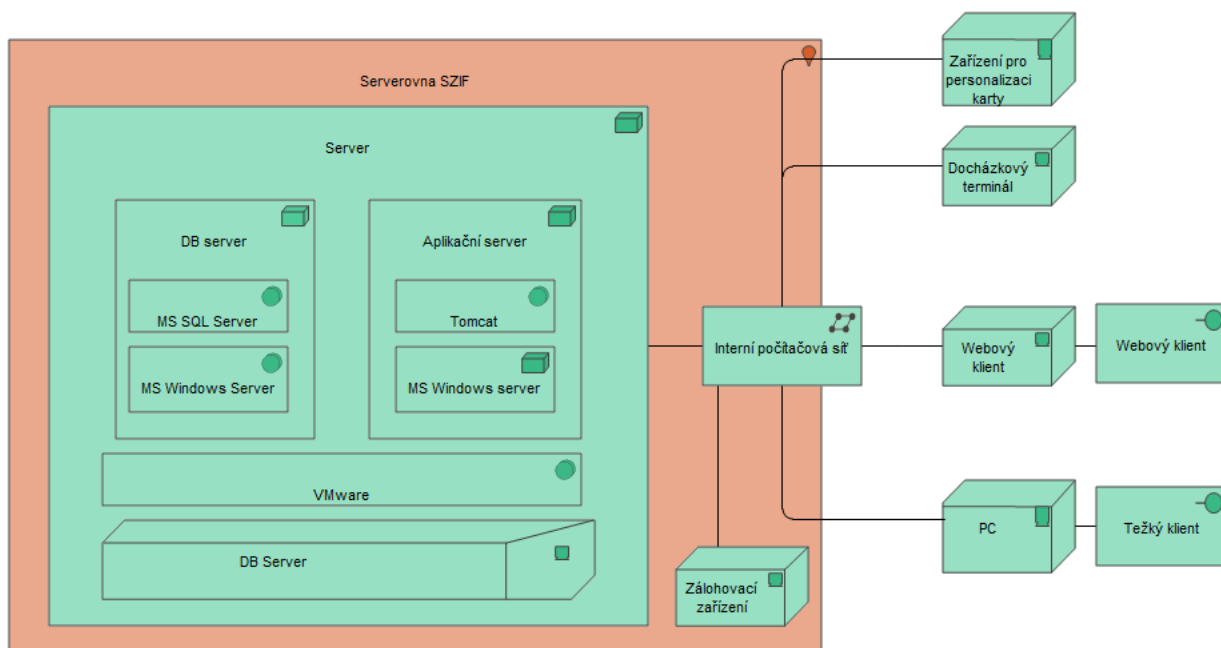 Serverovna SZIF
Server
DB server
MS SQL Server
MS Windows Server
Aplikační server
Tomcat
MS Windows server
VMware
DB Server
Interní počítačová síť
Zálohovací
zařízení
Zařízení pro
personalizaci
karty
Docházkový
terminál
Webový
klient
Webový klient
PC
Težký klient